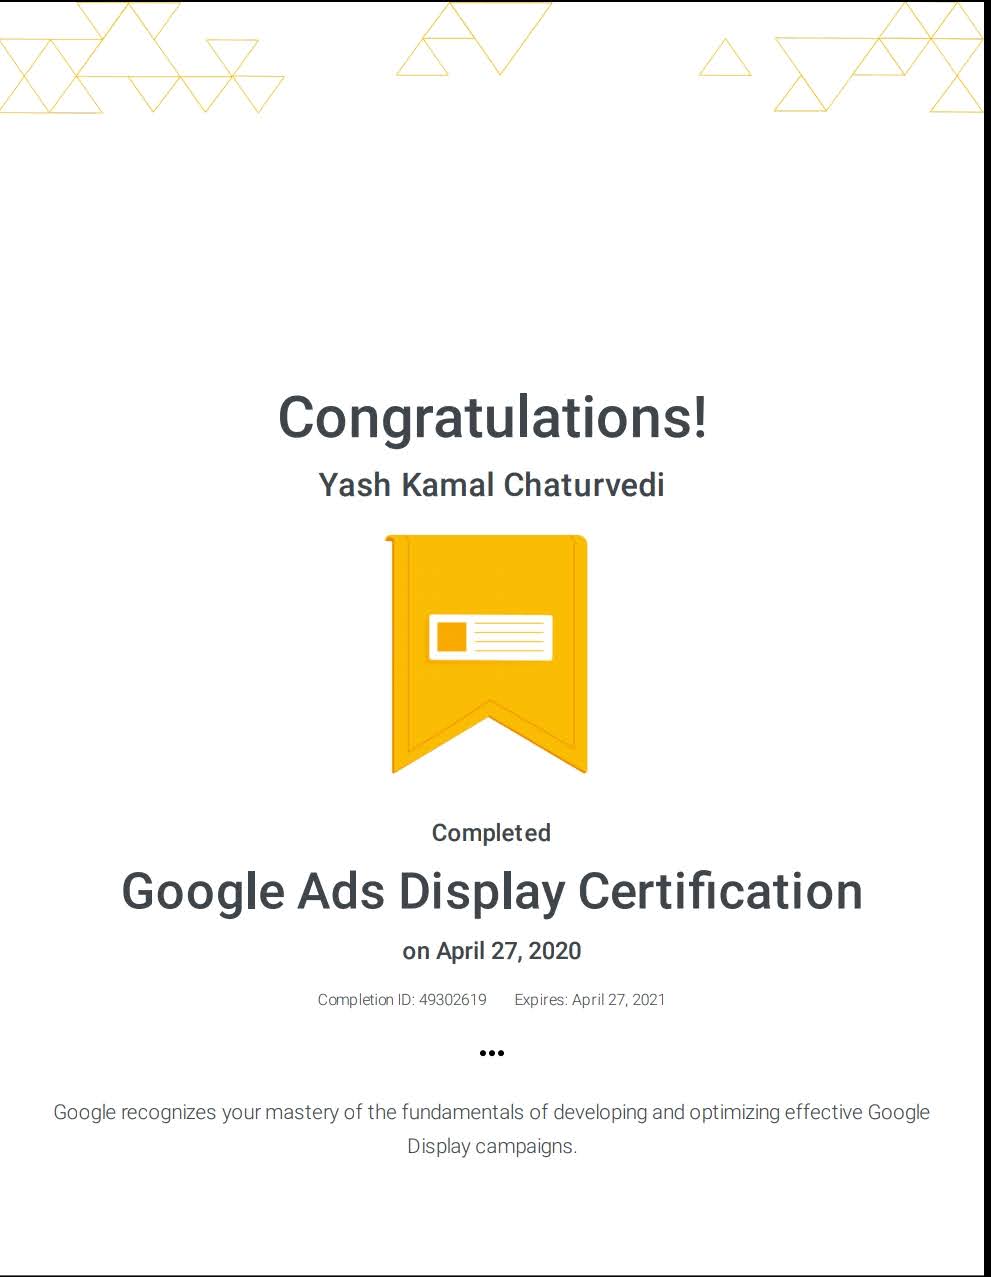 Congratulations!
Yash Kamal Chaturvedi
Completed
Google Ads Display Certification
on April 27, 2020
Completion ID: 49302619 Expires: April 27, 2021
•••
Google recognizes your mastery of the fundamentals of developing and optimizing effective Google
Display campaigns.